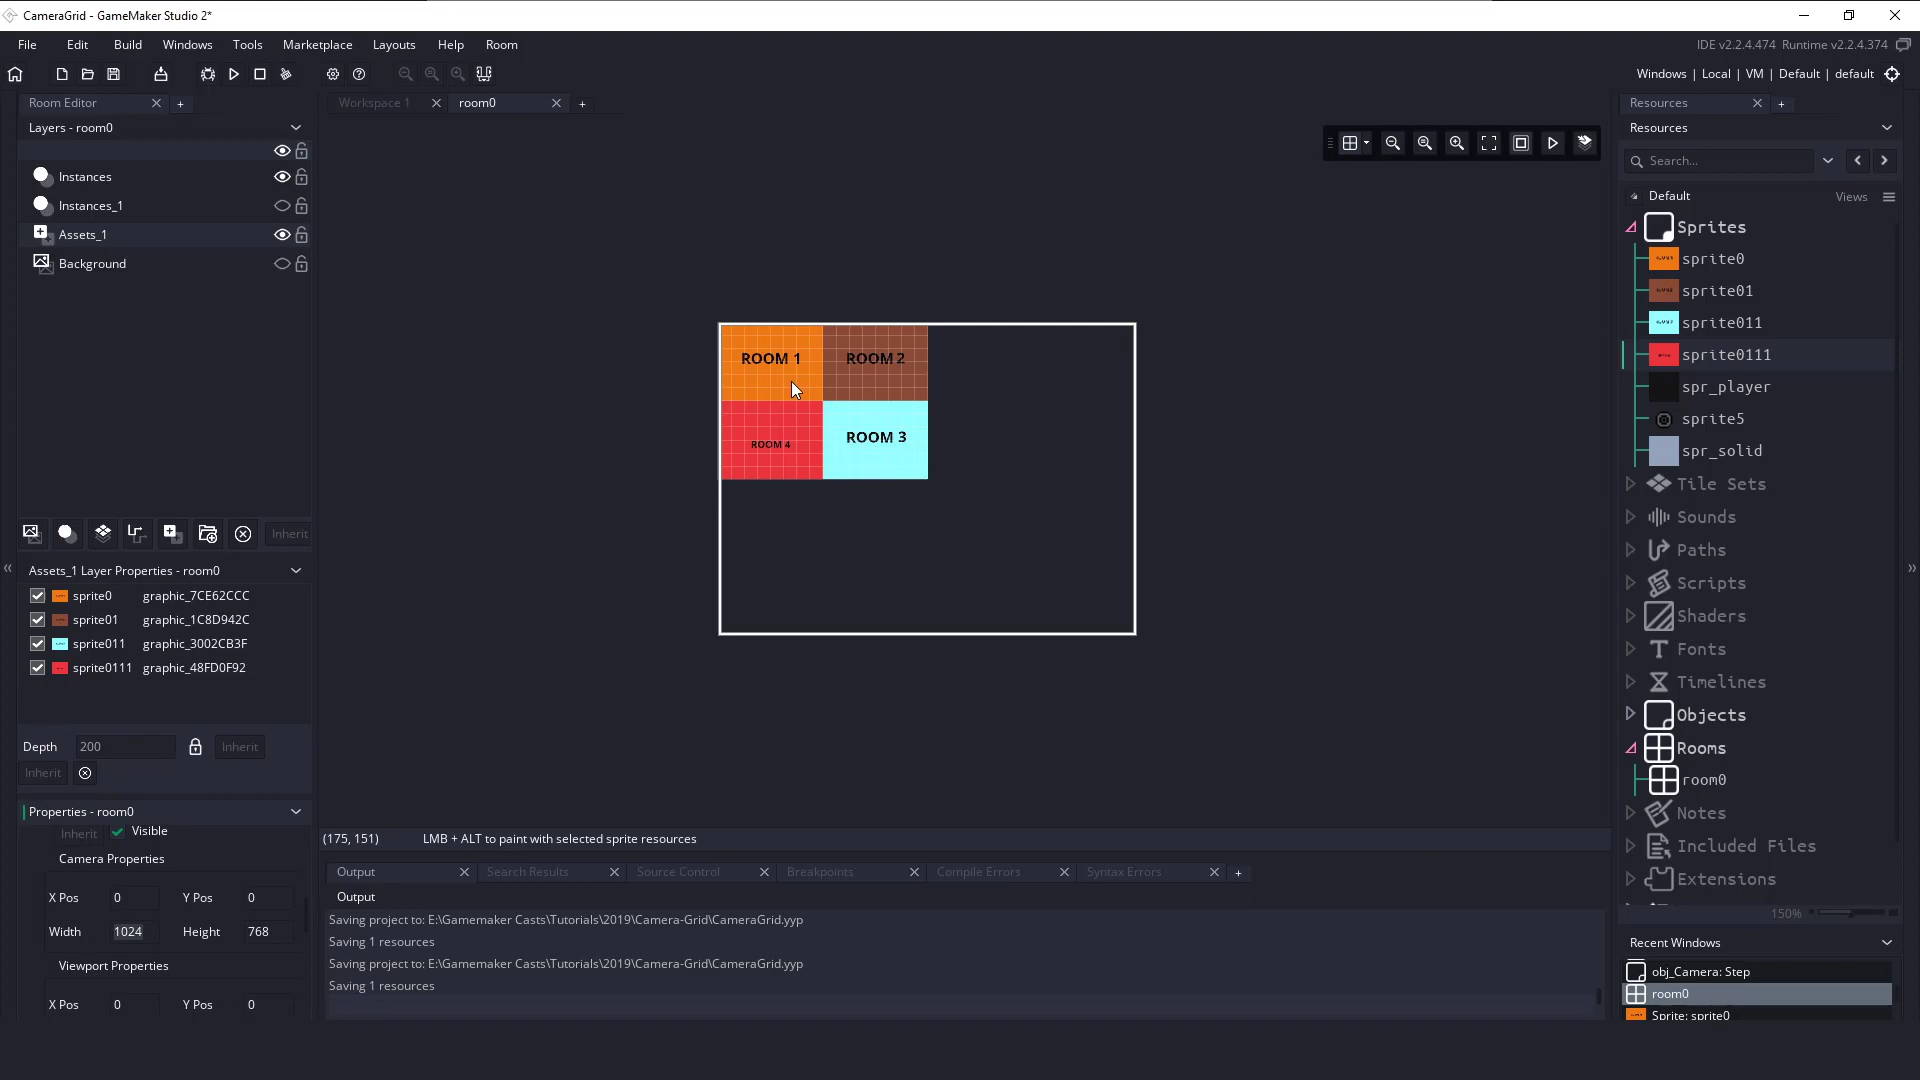 CameraGrid - GameMaker Studio 2*
File Edit Build Windows Tools Marketplace Layouts Help Room
IDE v2.2.4.474 Runtime v2.2.4.374
Windows | Local | VM | Default | default
Room Editor
Workspace 1
room0
Resources
Layers - room0
Resources
Search...
Instances
Instances_1
Assets_1
Background
Default
Views
Sprites
sprite0
sprite01
sprite011
sprite0111
spr_player
sprite5
spr_solid
Tile Sets
Sounds
Paths
Scripts
Shaders
Fonts
Timelines
Objects
Rooms
room0
Notes
Included Files
Extensions
150%
ROOM 1
ROOM 2
ROOM 4
ROOM 3
Inherit
Assets_1 Layer Properties - room0
sprite0 graphic_7CE62CCC
sprite01 graphic_1C8D942C
sprite011 graphic_3002CB3F
sprite0111 graphic_48FD0F92
Depth 200 Inherit
Inherit
Properties - room0
Inherit Visible
Camera Properties
X Pos 0 Y Pos 0
Width 1024 Height 768
Viewport Properties
X Pos 0 Y Pos 0
(175, 151) LMB + ALT to paint with selected sprite resources
Output Search Results Source Control Breakpoints Compile Errors Syntax Errors
Output
Saving project to: E:\Gamemaker Casts\Tutorials\2019\Camera-Grid\CameraGrid.yyp
Saving 1 resources
Saving project to: E:\Gamemaker Casts\Tutorials\2019\Camera-Grid\CameraGrid.yyp
Saving 1 resources
Recent Windows
obj_Camera: Step
room0
Sprite: sprite0